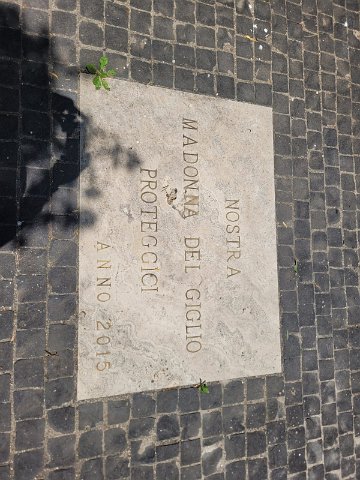 NOSTRA
MADONNA DEL GIGLIO
PROTEGGICI
ANNO 2015